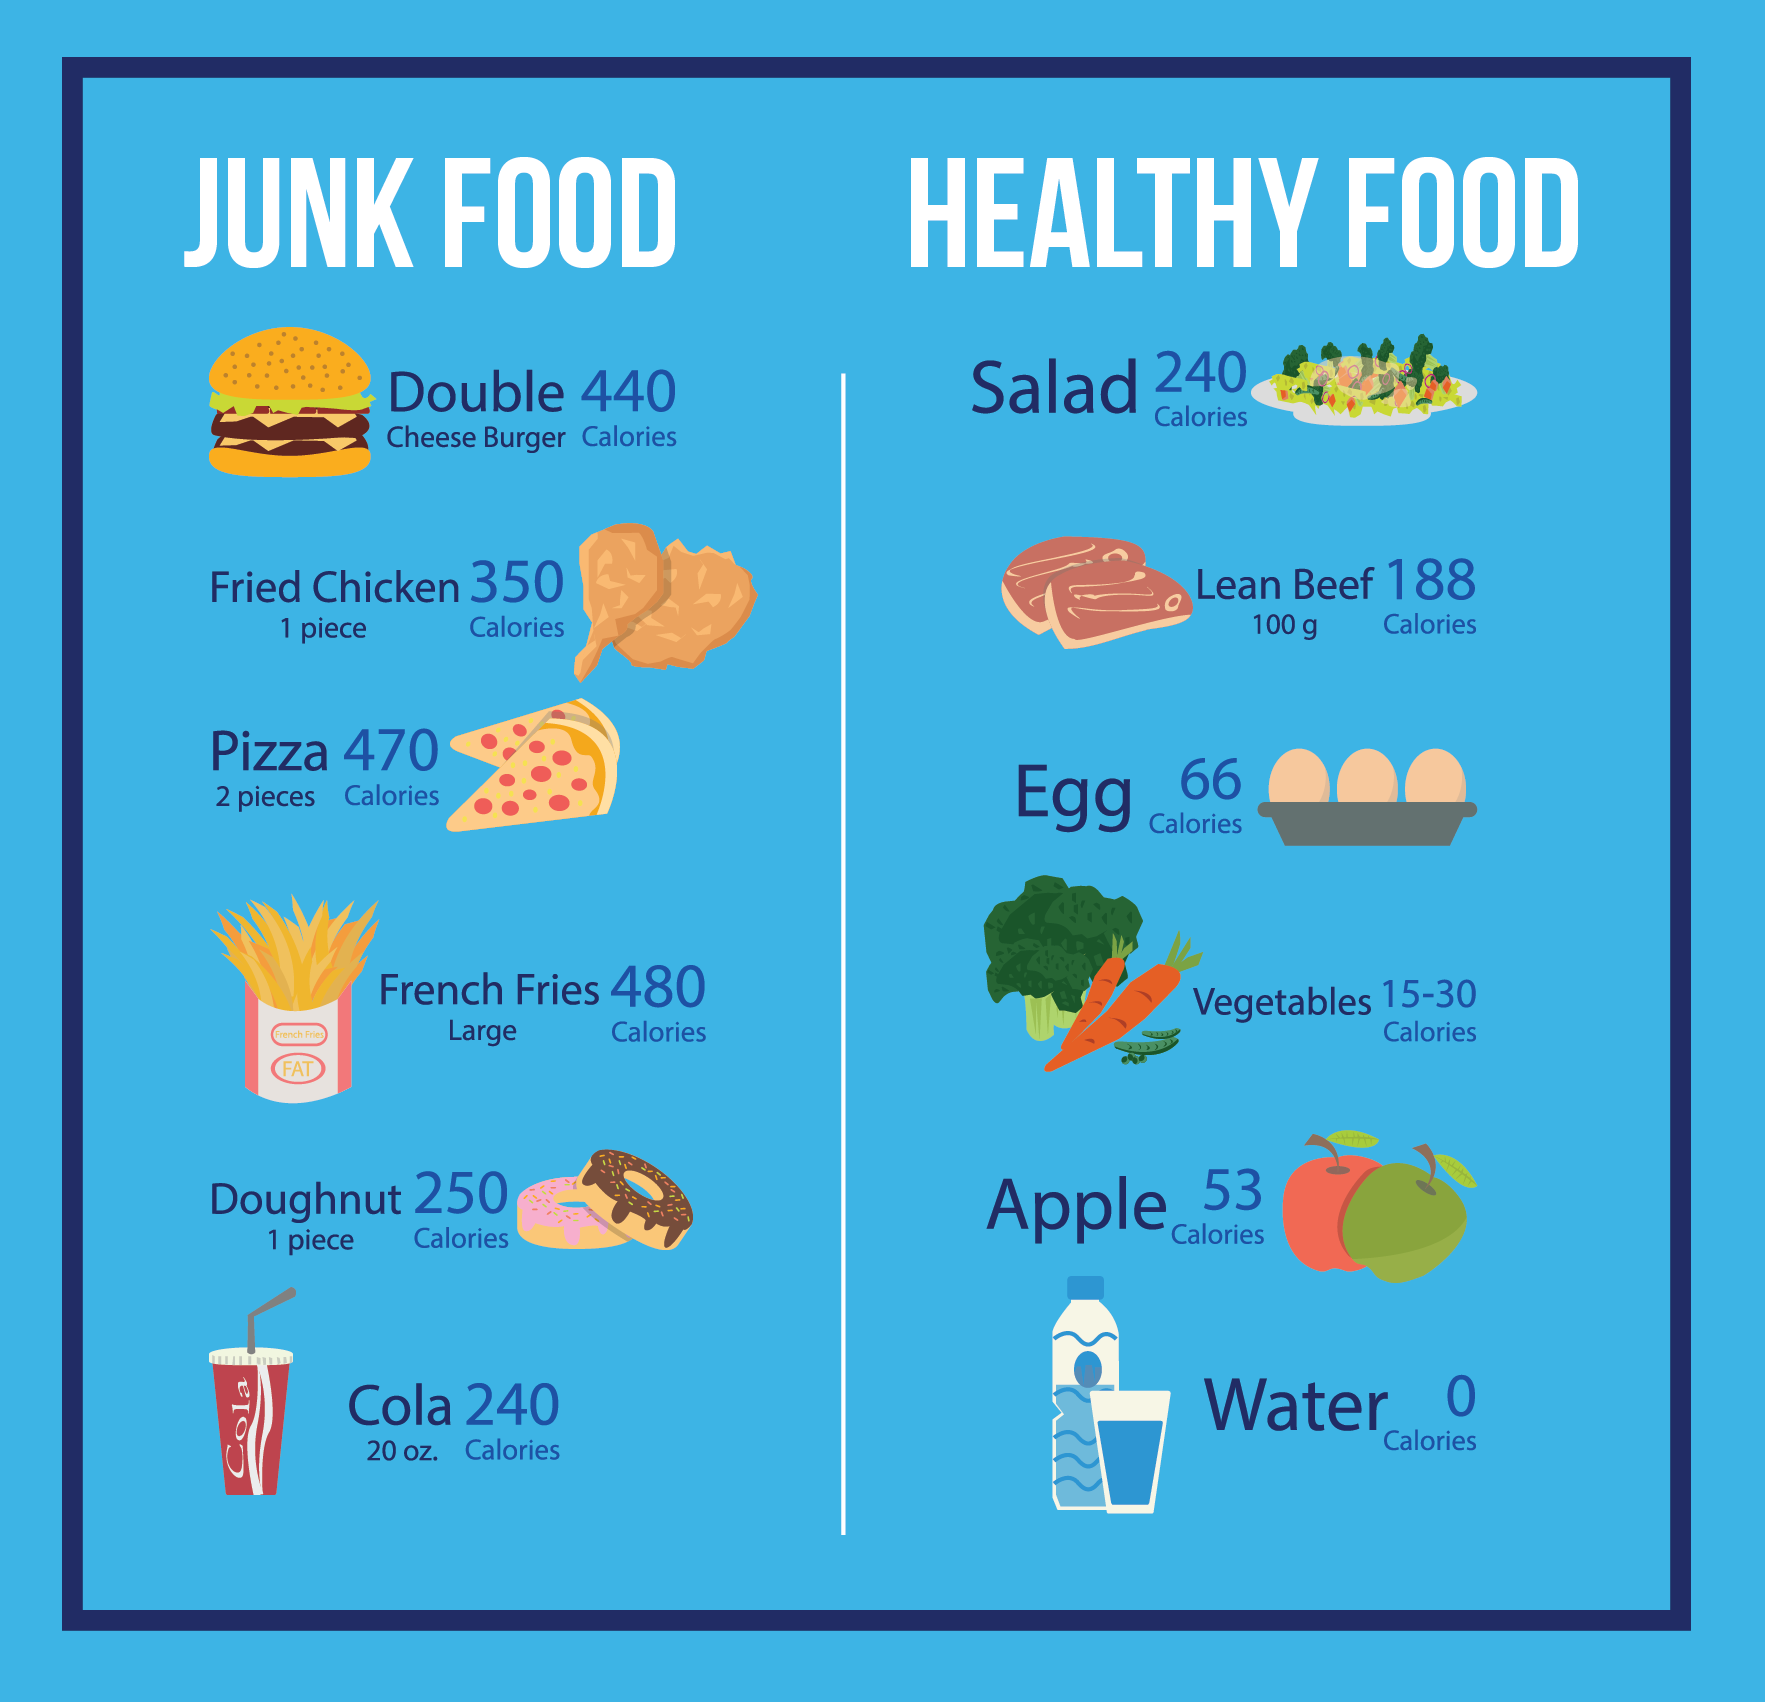 JUNK FOOD
Double 440
Cheese Burger Calories
Fried Chicken 350
1 piece Calories
Pizza 470
2 pieces Calories
French Fries
FAT
French Fries 480
Large Calories
Doughnut 250
1 piece Calories
Cola
Cola 240
20 oz. Calories
HEALTHY FOOD
Salad 240
Calories
Lean Beef 188
100 g Calories
Egg 66
Calories
Vegetables 15-30
Calories
Apple 53
Calories
Water 0
Calories